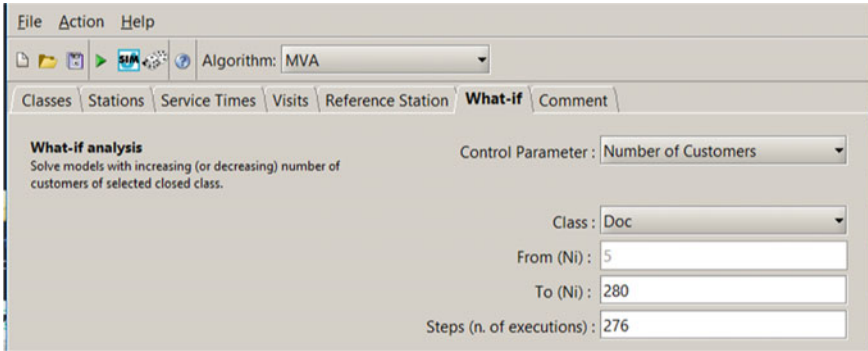 File Action Help
SIM ? Algorithm: MVA
Classes Stations Service Times Visits Reference Station What-if Comment
What-if analysis
Solve models with increasing (or decreasing) number of
customers of selected closed class.
Control Parameter : Number of Customers
Class : Doc
From (Ni) : 5
To (Ni) : 280
Steps (n. of executions) : 276